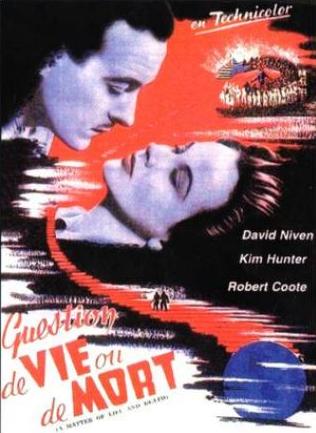 en Technicolor
David Niven
Kim Hunter
Robert Coote
Question
de VIE ou
de MORT
(A MATTER OF LIFE AND DEATH)